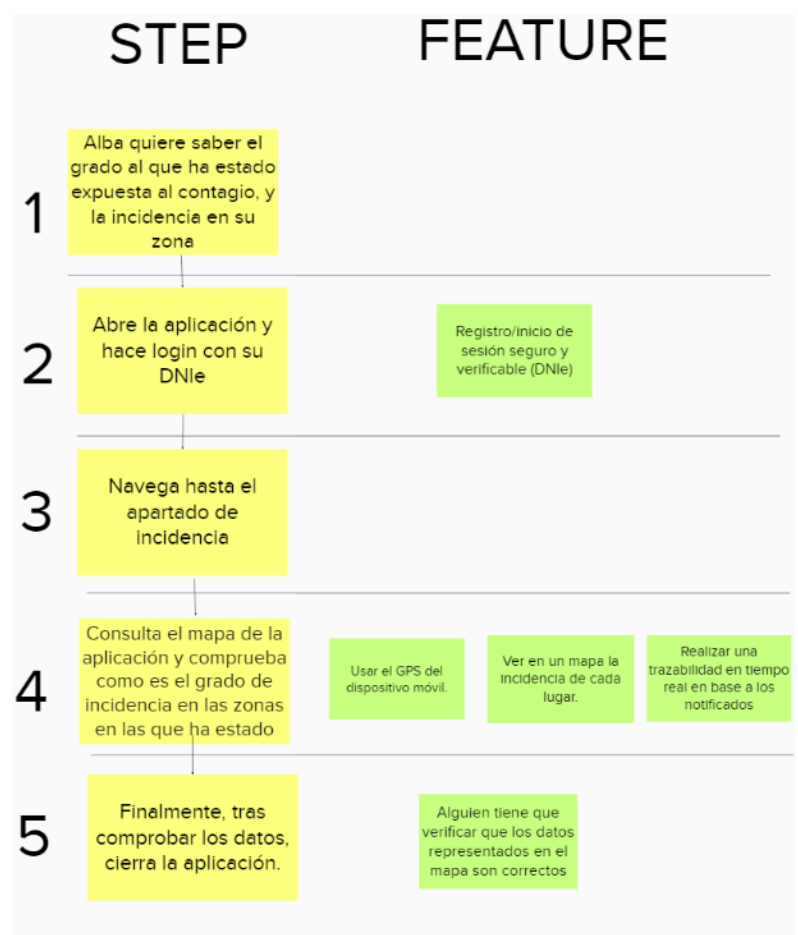 STEP
FEATURE
1
Alba quiere saber el
grado al que ha estado
expuesta al contagio, y
la incidencia en su
zona
2
Abre la aplicación y
hace login con su
DNIe
Registro/inicio de
sesión seguro y
verificable (DNIe)
3
Navega hasta el
apartado de
incidencia
4
Consulta el mapa de la
aplicación y comprueba
como es el grado de
incidencia en las zonas
en las que ha estado
Usar el GPS del
dispositivo móvil.
Ver en un mapa la
incidencia de cada
lugar.
Realizar una
trazabilidad en tiempo
real en base a los
notificados
5
Finalmente, tras
comprobar los datos,
cierra la aplicación.
Alguien tiene que
verificar que los datos
representados en el
mapa son correctos